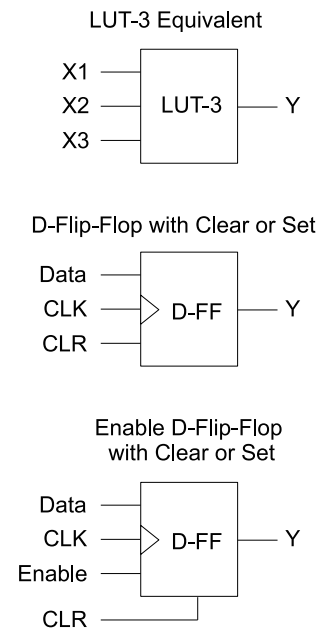 LUT-3 Equivalent
X1
X2
X3
LUT-3
Y
D-Flip-Flop with Clear or Set
Data
CLK
CLR
D-FF
Y
Enable D-Flip-Flop
with Clear or Set
Data
CLK
Enable
CLR
D-FF
Y